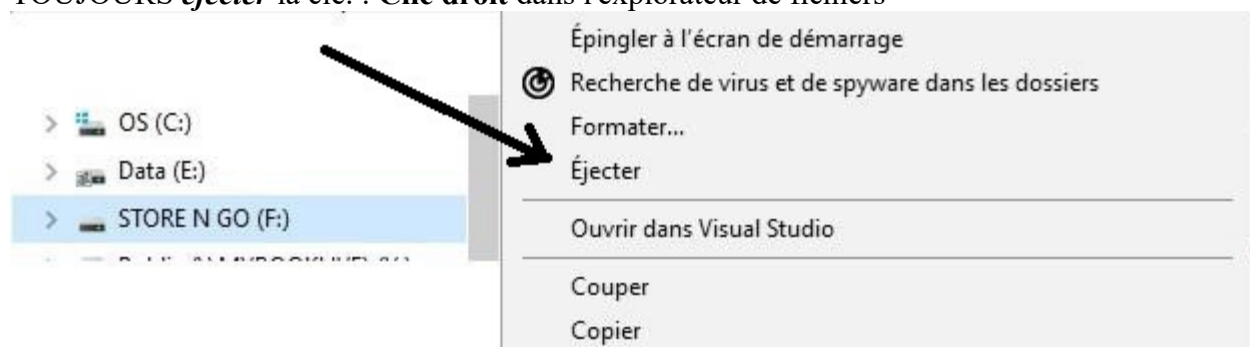 TOUJOURS éjecter la clé. : Clic droit dans l'explorateur de fichiers
Épingler à l'écran de démarrage
Recherche de virus et de spyware dans les dossiers
Formater...
Éjecter
Ouvrir dans Visual Studio
Couper
Copier
OS (C:)
Data (E:)
STORE N GO (F:)